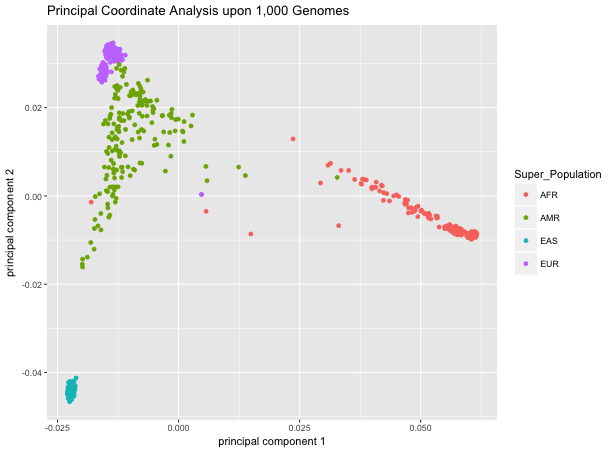 Principal Coordinate Analysis upon 1,000 Genomes
principal component 2
0.02
0.00
-0.02
-0.04
-0.025
0.000
0.025
0.050
principal component 1
Super_Population
AFR
AMR
EAS
EUR